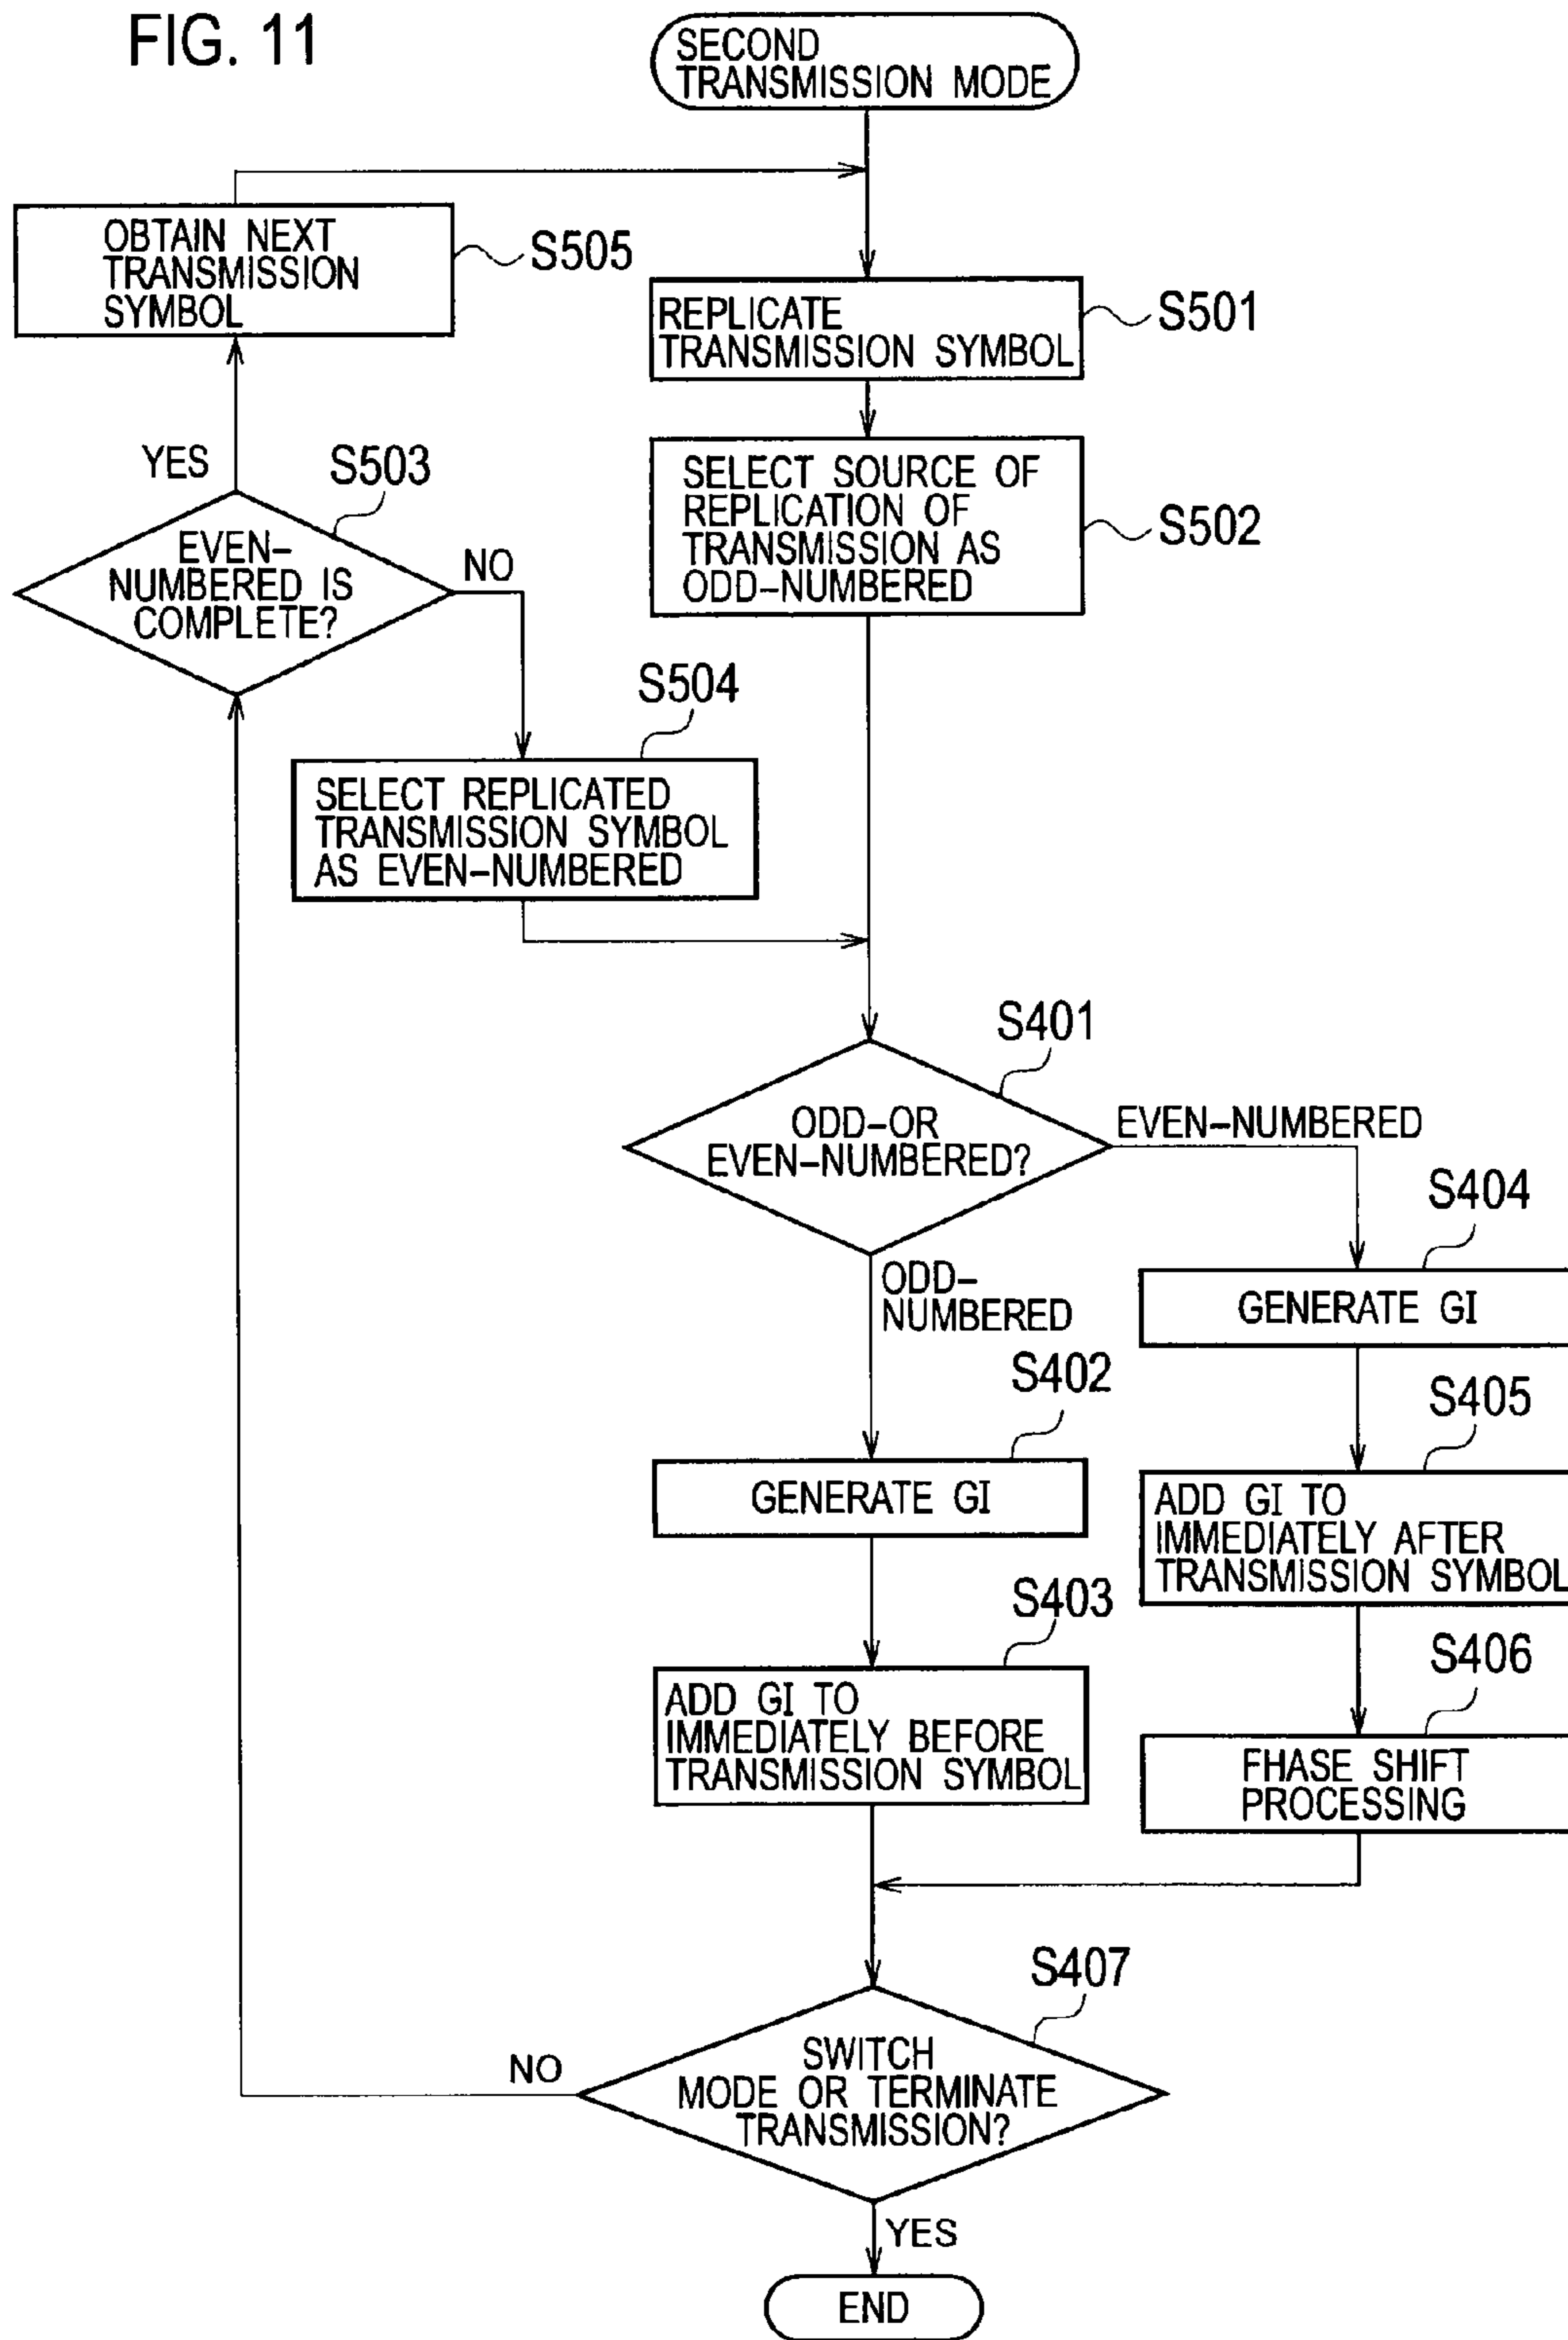 FIG. 11
SECOND
TRANSMISSION MODE
OBTAIN NEXT
TRANSMISSION
SYMBOL
S505
REPLICATE
TRANSMISSION SYMBOL
S501
SELECT SOURCE OF
REPLICATION OF
TRANSMISSION AS
ODD-NUMBERED
S502
YES
S503
EVEN-
NUMBERED IS
COMPLETE?
NO
S504
SELECT REPLICATED
TRANSMISSION SYMBOL
AS EVEN-NUMBERED
S401
ODD-OR
EVEN-NUMBERED?
EVEN-NUMBERED
ODD-
NUMBERED
S404
GENERATE GI
S402
GENERATE GI
S405
ADD GI TO
IMMEDIATELY AFTER
TRANSMISSION SYMBOL
S403
ADD GI TO
IMMEDIATELY BEFORE
TRANSMISSION SYMBOL
S406
FHASE SHIFT
PROCESSING
S407
SWITCH
MODE OR TERMINATE
TRANSMISSION?
NO
YES
END